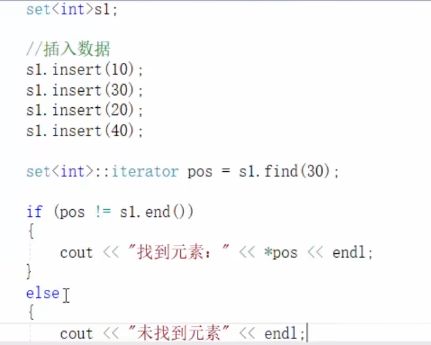 set<int>s1;
//插入数据
s1.insert(10);
s1.insert(30);
s1.insert(20);
s1.insert(40);
set<int>::iterator pos = s1.find(30);
if (pos != s1.end())
{
cout << "找到元素：" << *pos << endl;
}
else
{
cout << "未找到元素" << endl;